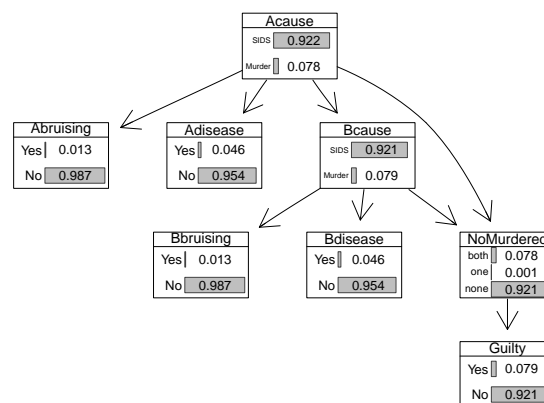 Acause
SIDS 0.922
Murder 0.078
Abruising
Yes 0.013
No 0.987
Adisease
Yes 0.046
No 0.954
Bcause
SIDS 0.921
Murder 0.079
Bbruising
Yes 0.013
No 0.987
Bdisease
Yes 0.046
No 0.954
NoMurdered
both 0.078
one 0.001
none 0.921
Guilty
Yes 0.079
No 0.921